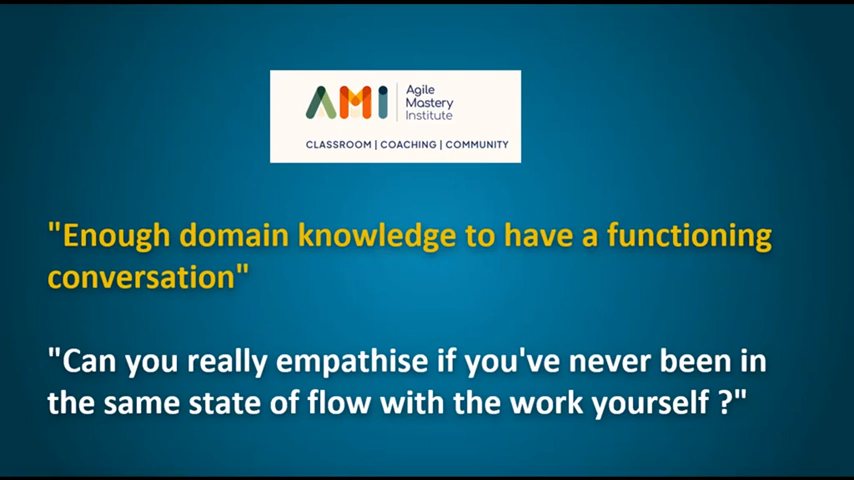 AMI
Agile
Mastery
Institute
CLASSROOM | COACHING | COMMUNITY
"Enough domain knowledge to have a functioning
conversation"
"Can you really empathise if you've never been in
the same state of flow with the work yourself ?"